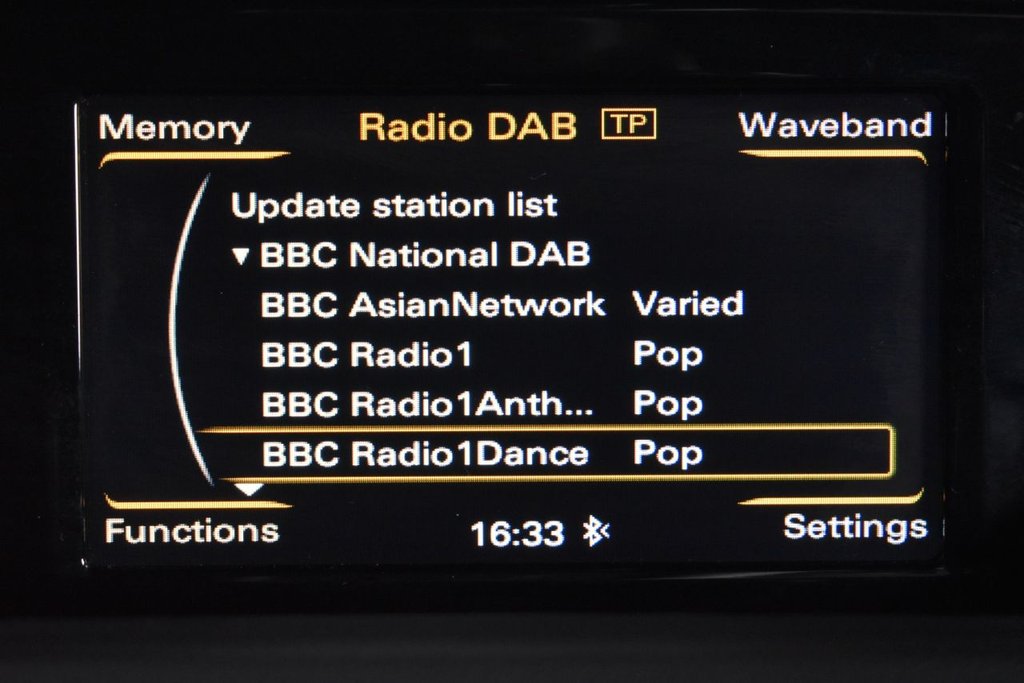 Memory Radio DAB TP Waveband
Update station list
▼ BBC National DAB
BBC AsianNetwork Varied
BBC Radio1 Pop
BBC Radio1Anth... Pop
BBC Radio1Dance Pop
Functions 16:33 Settings